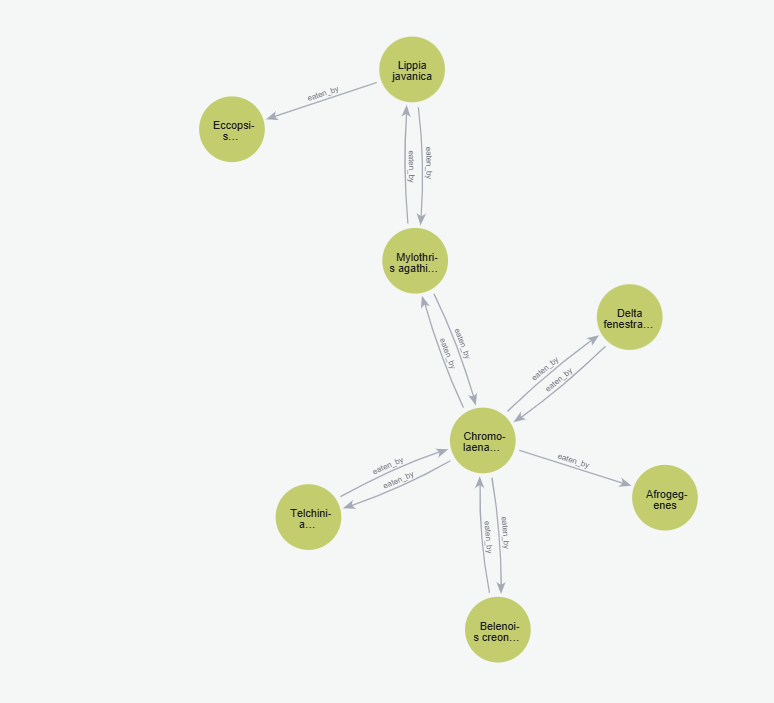 Lippia
javanica
eaten_by
Eccopsi-
s...
eaten_by
eaten_by
Mylothri-
s agathi...
Delta
fenestra...
eaten_by
eaten_by
eaten_by
eaten_by
Chromo-
laena...
eaten_by
eaten_by
eaten_by
Afrogeg-
enes
Telchini-
a...
eaten_by
eaten_by
Belenoi-
s creon...